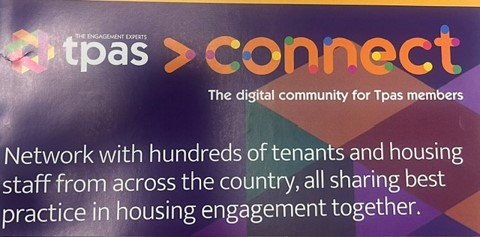 THE ENGAGEMENT EXPERTS
tpas >connect
The digital community for Tpas members
Network with hundreds of tenants and housing
staff from across the country, all sharing best
practice in housing engagement together.